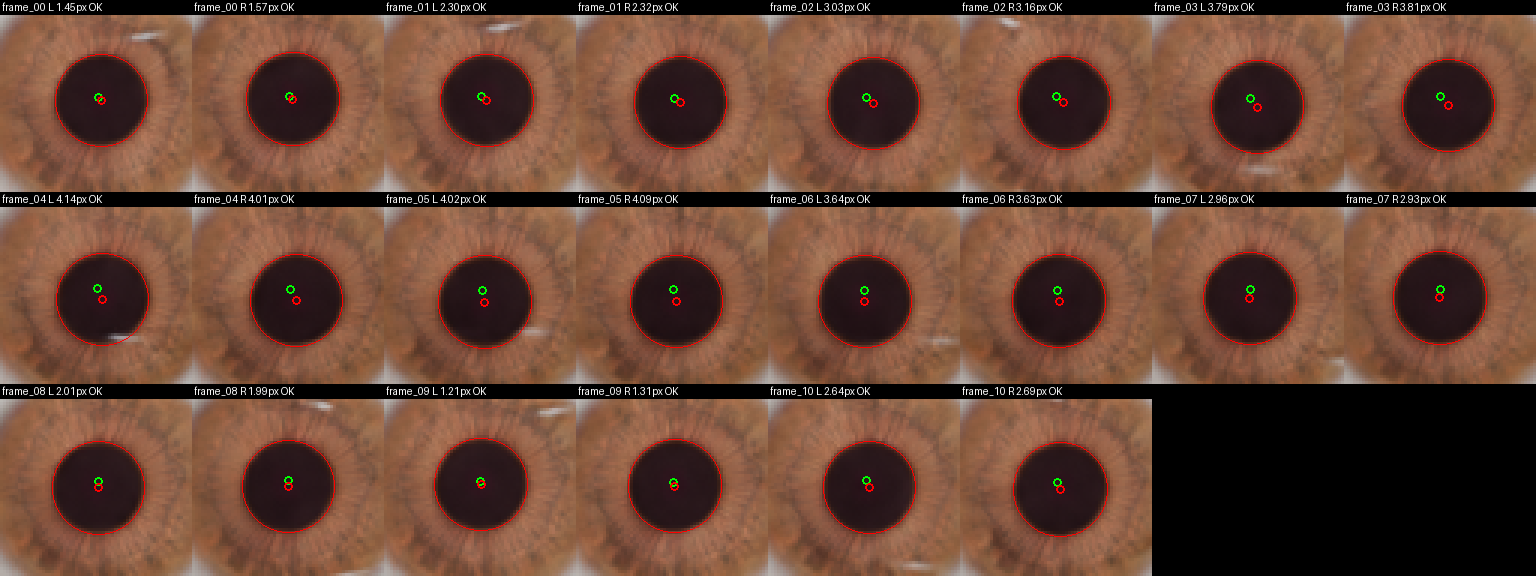 frame_00 L 1.45px OK
frame_00 R 1.57px OK
frame_01 L 2.30px OK
frame_01 R 2.32px OK
frame_02 L 3.03px OK
frame_02 R 3.16px OK
frame_03 L 3.79px OK
frame_03 R 3.81px OK
frame_04 L 4.14px OK
frame_04 R 4.01px OK
frame_05 L 4.02px OK
frame_05 R 4.09px OK
frame_06 L 3.64px OK
frame_06 R 3.63px OK
frame_07 L 2.96px OK
frame_07 R 2.93px OK
frame_08 L 2.01px OK
frame_08 R 1.99px OK
frame_09 L 1.21px OK
frame_09 R 1.31px OK
frame_10 L 2.64px OK
frame_10 R 2.69px OK